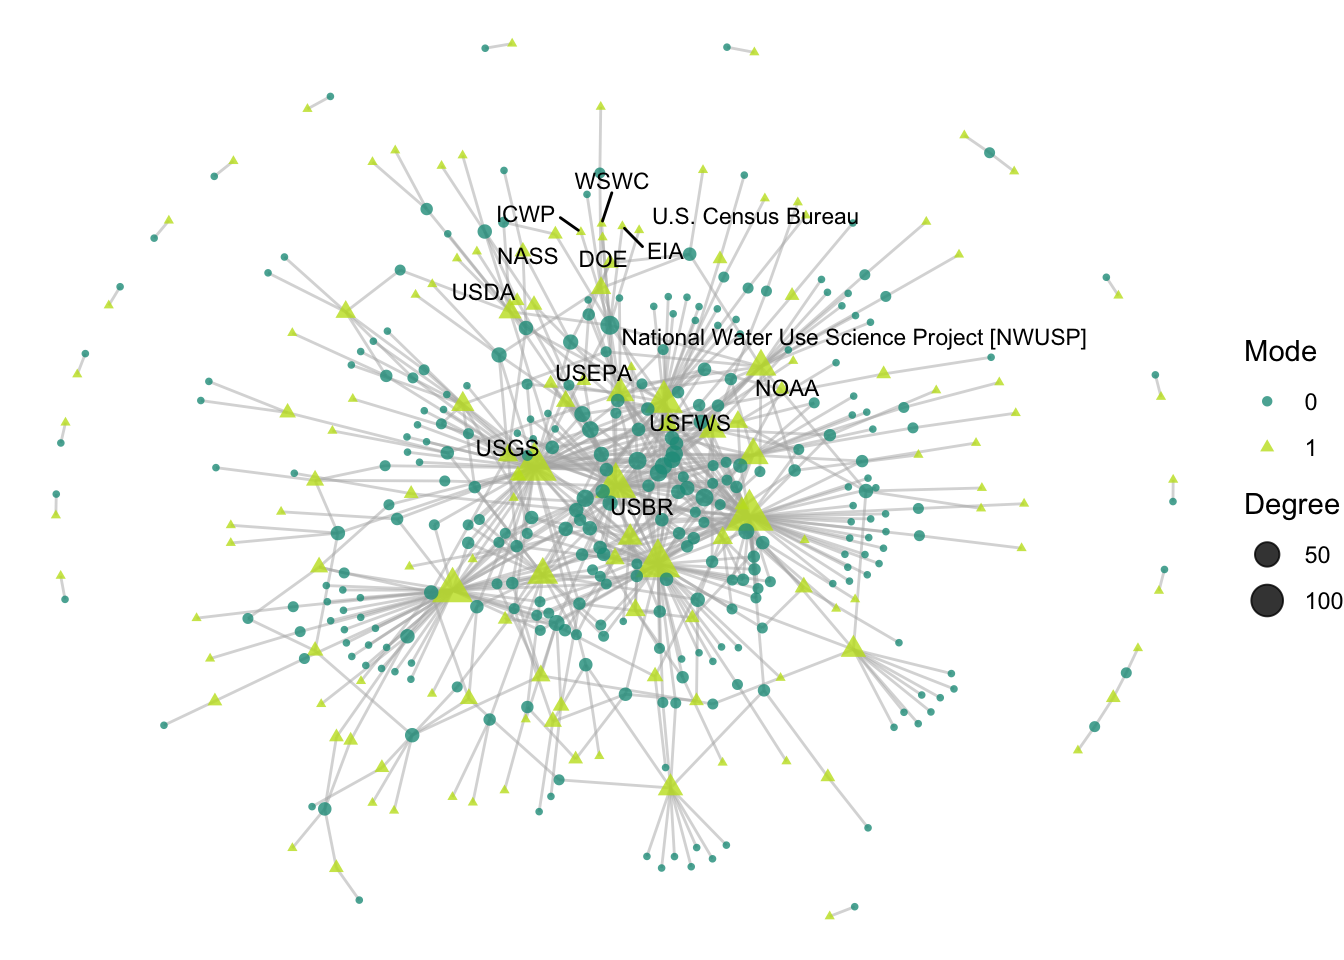 WSWC
ICWP
U.S. Census Bureau
NASS
DOE
EIA
USDA
National Water Use Science Project [NWUSP]
USEPA
NOAA
USFWS
USGS
USBR
Mode
0
1
Degree
50
100